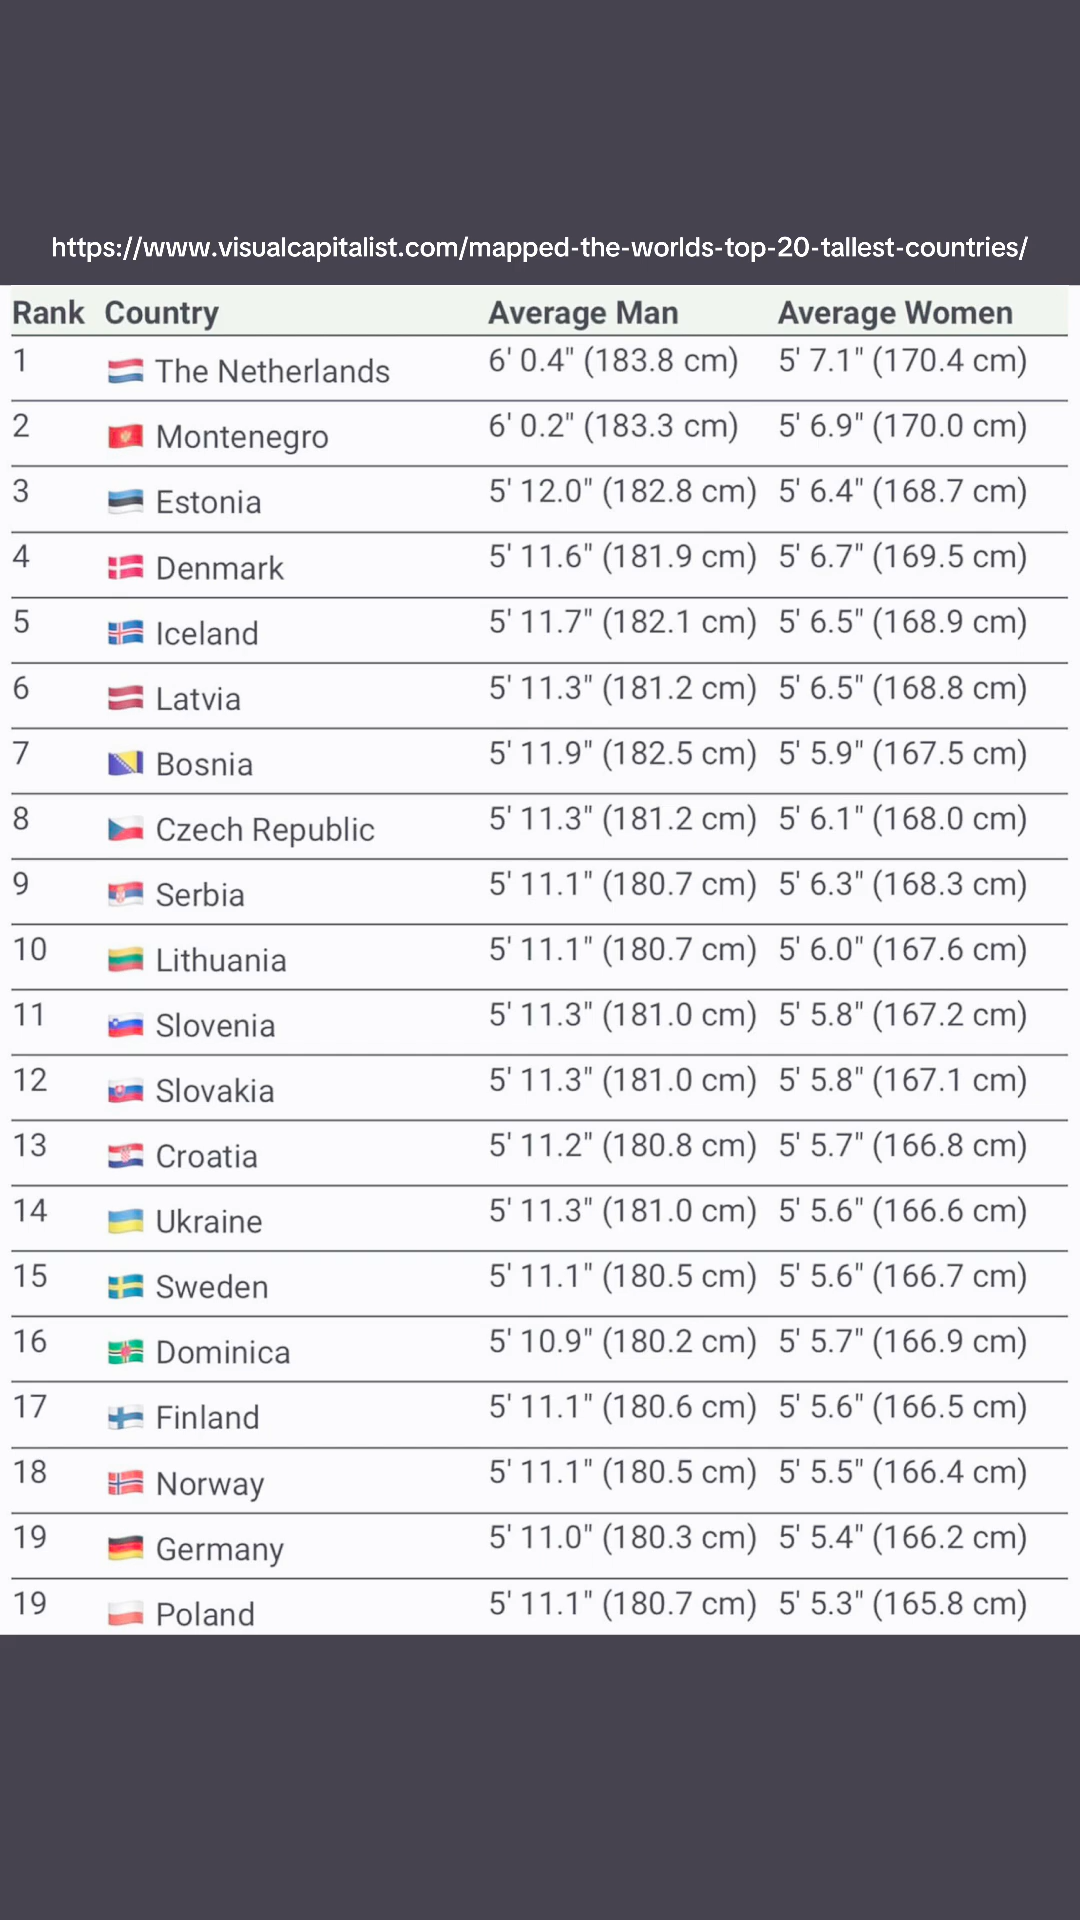 https://www.visualcapitalist.com/mapped-the-worlds-top-20-tallest-countries/
Rank Country Average Man Average Women
1 The Netherlands 6' 0.4" (183.8 cm) 5' 7.1" (170.4 cm)
2 Montenegro 6' 0.2" (183.3 cm) 5' 6.9" (170.0 cm)
3 Estonia 5' 12.0" (182.8 cm) 5' 6.4" (168.7 cm)
4 Denmark 5' 11.6" (181.9 cm) 5' 6.7" (169.5 cm)
5 Iceland 5' 11.7" (182.1 cm) 5' 6.5" (168.9 cm)
6 Latvia 5' 11.3" (181.2 cm) 5' 6.5" (168.8 cm)
7 Bosnia 5' 11.9" (182.5 cm) 5' 5.9" (167.5 cm)
8 Czech Republic 5' 11.3" (181.2 cm) 5' 6.1" (168.0 cm)
9 Serbia 5' 11.1" (180.7 cm) 5' 6.3" (168.3 cm)
10 Lithuania 5' 11.1" (180.7 cm) 5' 6.0" (167.6 cm)
11 Slovenia 5' 11.3" (181.0 cm) 5' 5.8" (167.2 cm)
12 Slovakia 5' 11.3" (181.0 cm) 5' 5.8" (167.1 cm)
13 Croatia 5' 11.2" (180.8 cm) 5' 5.7" (166.8 cm)
14 Ukraine 5' 11.3" (181.0 cm) 5' 5.6" (166.6 cm)
15 Sweden 5' 11.1" (180.5 cm) 5' 5.6" (166.7 cm)
16 Dominica 5' 10.9" (180.2 cm) 5' 5.7" (166.9 cm)
17 Finland 5' 11.1" (180.6 cm) 5' 5.6" (166.5 cm)
18 Norway 5' 11.1" (180.5 cm) 5' 5.5" (166.4 cm)
19 Germany 5' 11.0" (180.3 cm) 5' 5.4" (166.2 cm)
19 Poland 5' 11.1" (180.7 cm) 5' 5.3" (165.8 cm)